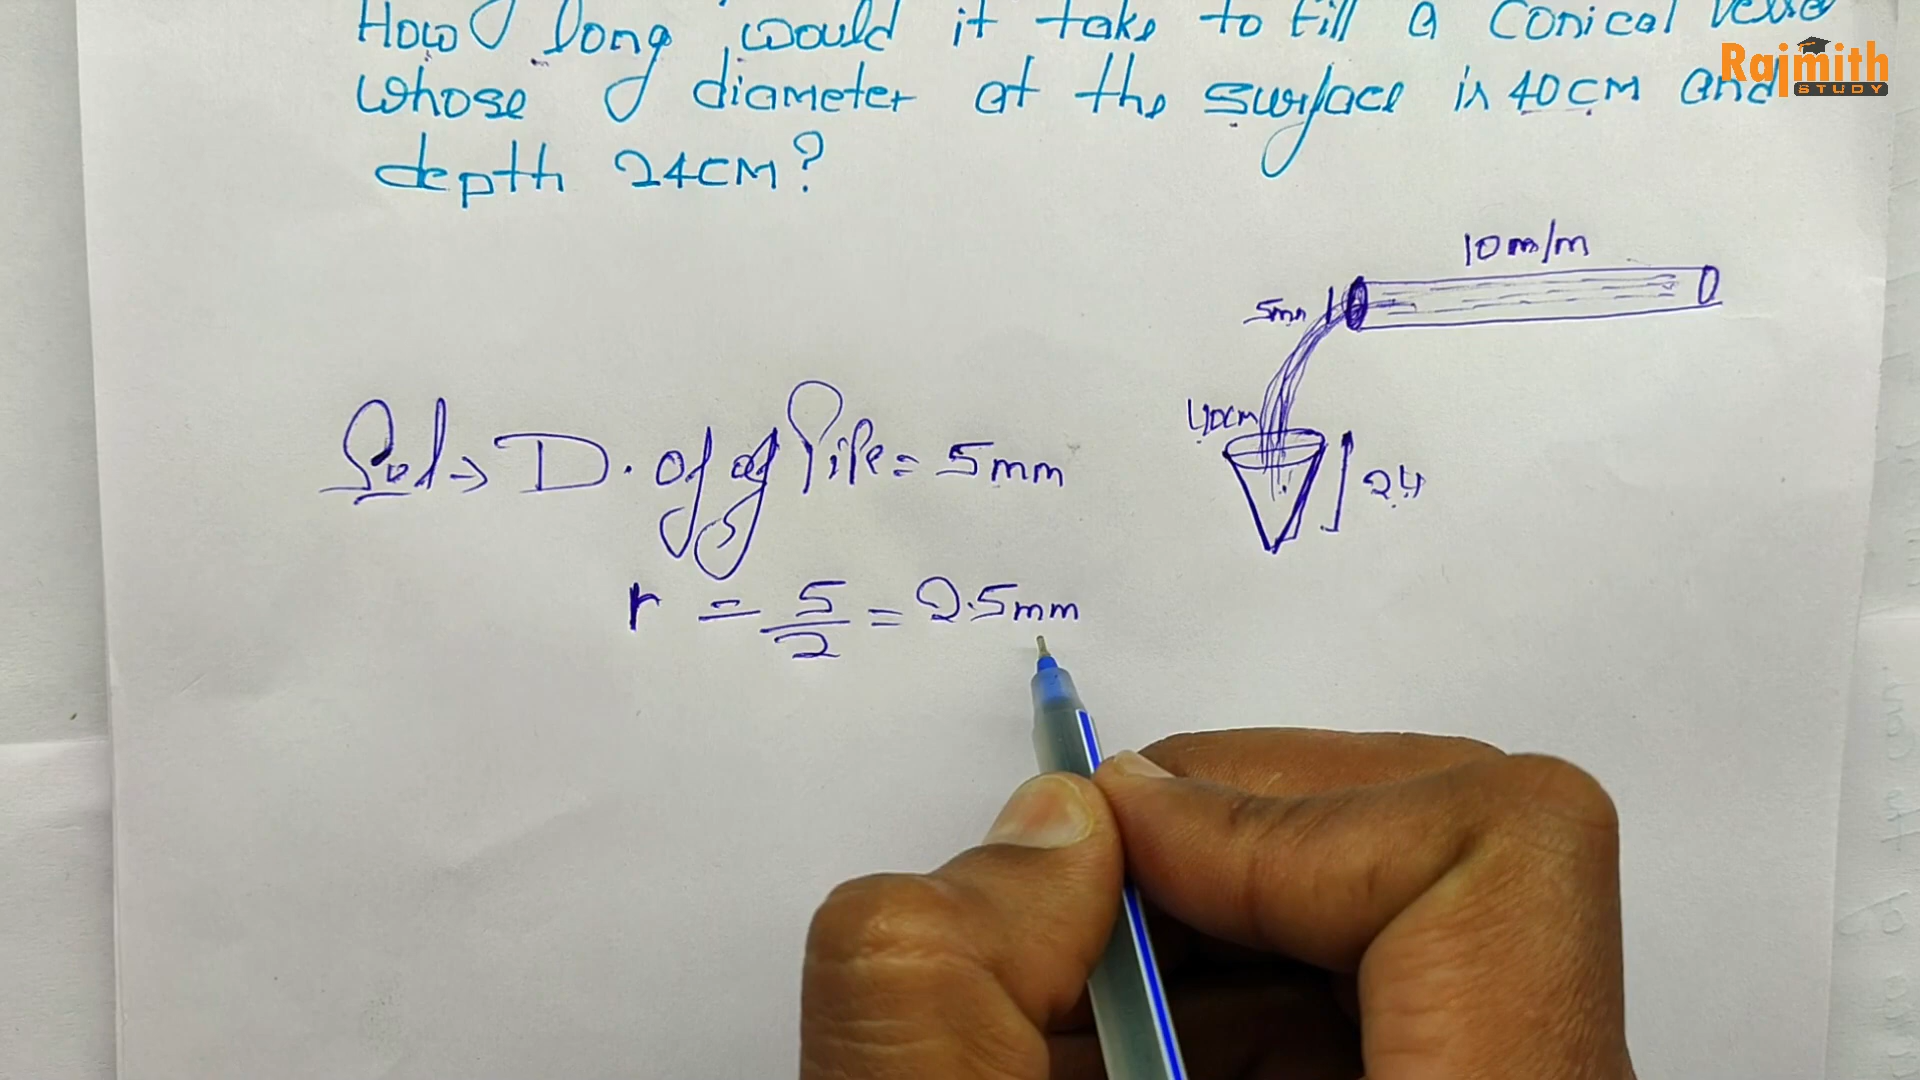 How long would it take to fill a conical
whose diameter at the surface is 40cm and
depth 24cm?
Rajmith
STUDY
10m/m
5mm
40cm
24
Sol→ D. of of Pipe = 5mm
r = 5/2 = 2.5mm